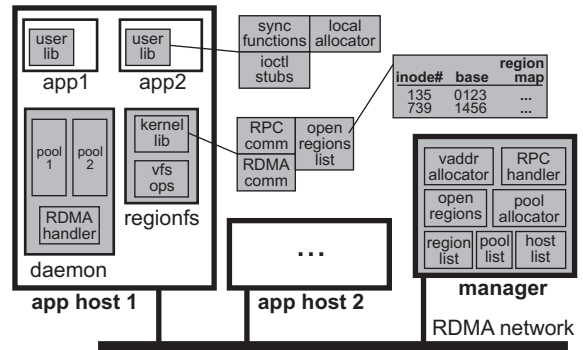 user
lib
app1
user
lib
app2
sync
functions
local
allocator
ioctl
stubs
region
inode# base map
135 0123 ...
739 1456 ...
pool
1
pool
2
RDMA
handler
daemon
kernel
lib
vfs
ops
regionfs
RPC
comm
open
regions
list
RDMA
comm
vaddr
allocator
RPC
handler
open
regions
pool
allocator
region
list
pool
list
host
list
manager
...
app host 1
app host 2
RDMA network